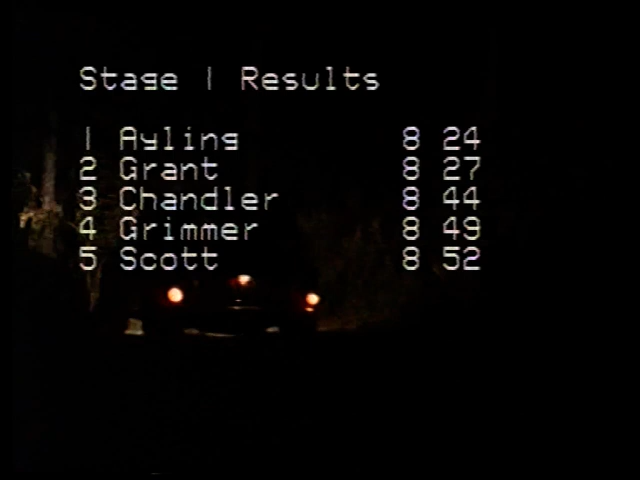 Stage 1 Results
1 Ayling 8 24
2 Grant 8 27
3 Chandler 8 44
4 Grimmer 8 49
5 Scott 8 52